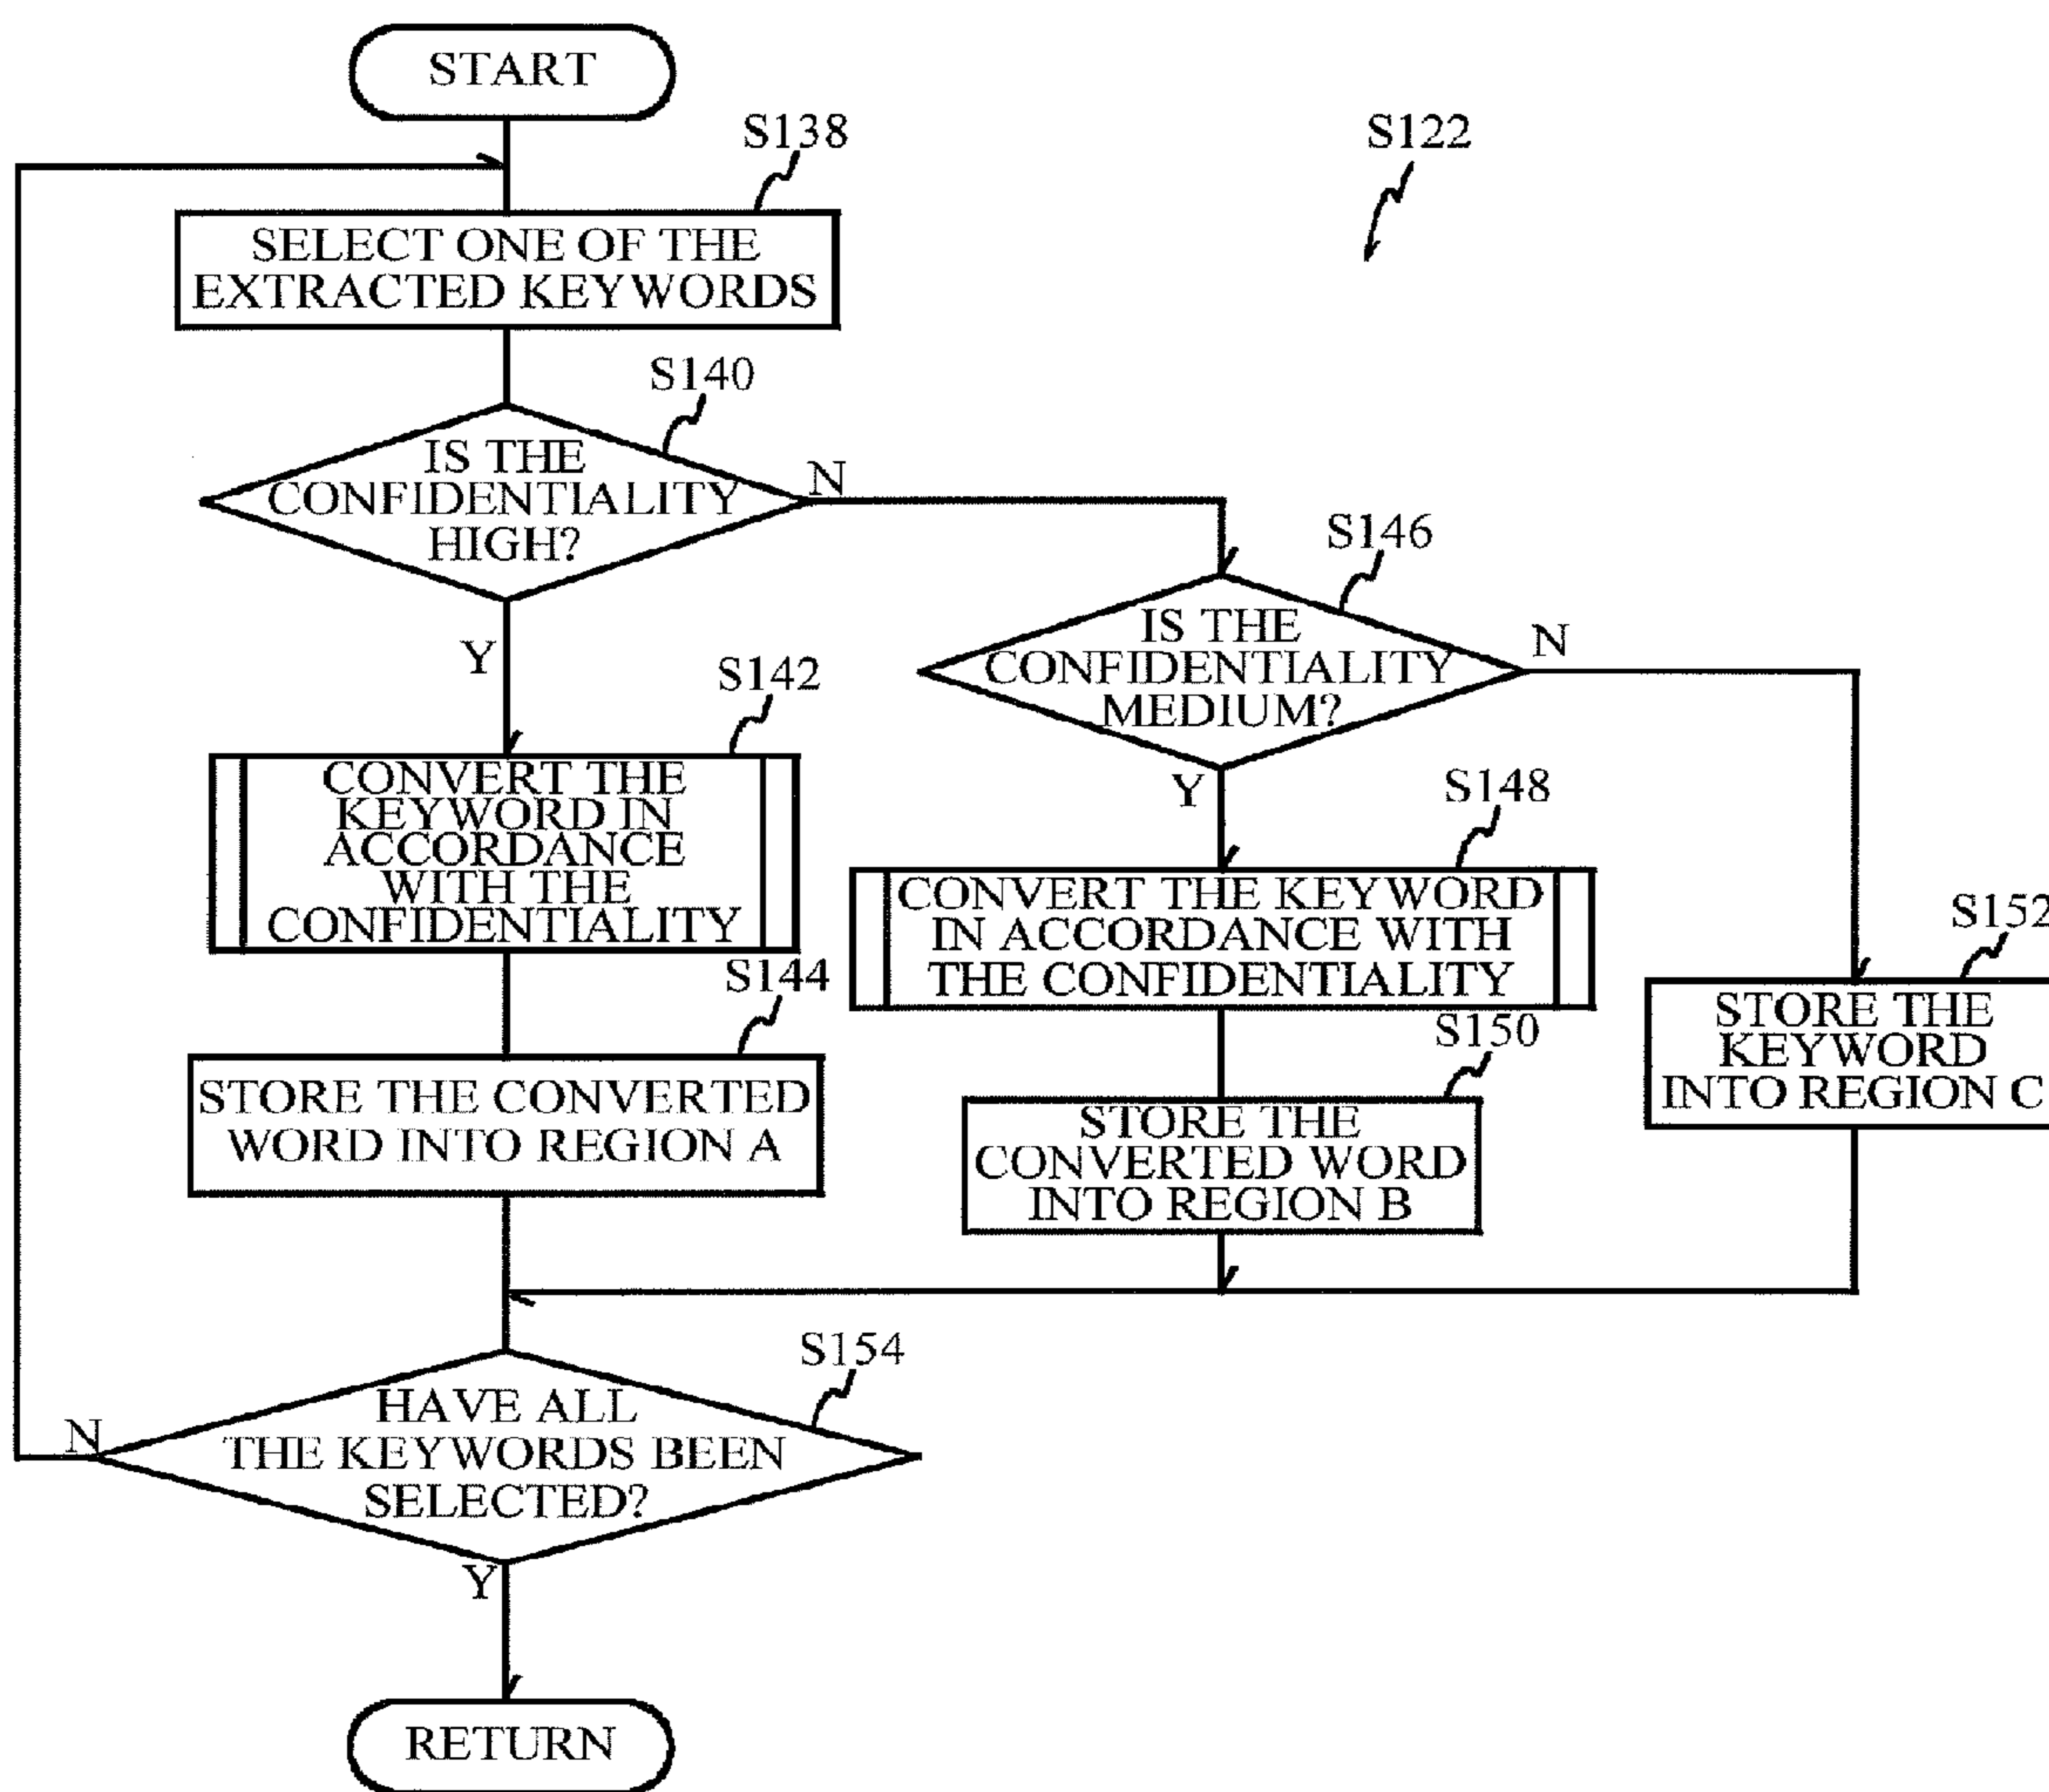 START
S138
S122
SELECT ONE OF THE
EXTRACTED KEYWORDS
S140
IS THE
CONFIDENTIALITY
HIGH?
N
Y
S146
IS THE
CONFIDENTIALITY
MEDIUM?
N
Y
S142
CONVERT THE
KEYWORD IN
ACCORDANCE
WITH THE
CONFIDENTIALITY
S148
CONVERT THE KEYWORD
IN ACCORDANCE WITH
THE CONFIDENTIALITY
S152
STORE THE
KEYWORD
INTO REGION C
S144
STORE THE CONVERTED
WORD INTO REGION A
S150
STORE THE
CONVERTED WORD
INTO REGION B
S154
HAVE ALL
THE KEYWORDS BEEN
SELECTED?
N
Y
RETURN